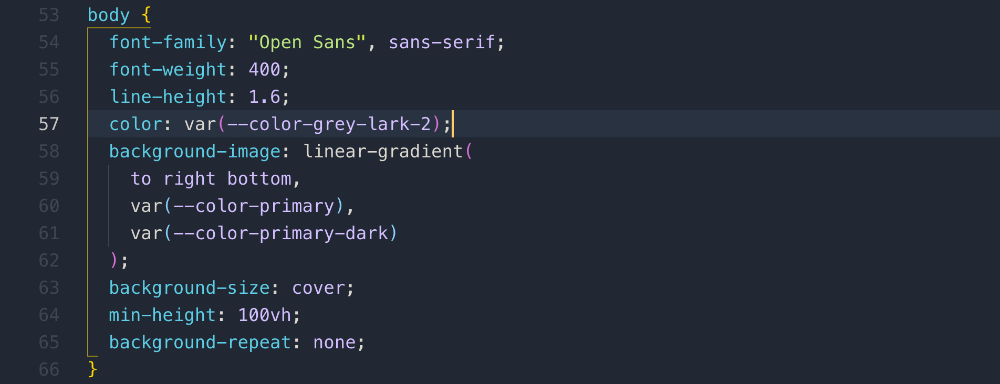 53 body {
54   font-family: "Open Sans", sans-serif;
55   font-weight: 400;
56   line-height: 1.6;
57   color: var(--color-grey-lark-2);
58   background-image: linear-gradient(
59     to right bottom,
60     var(--color-primary),
61     var(--color-primary-dark)
62   );
63   background-size: cover;
64   min-height: 100vh;
65   background-repeat: none;
66 }